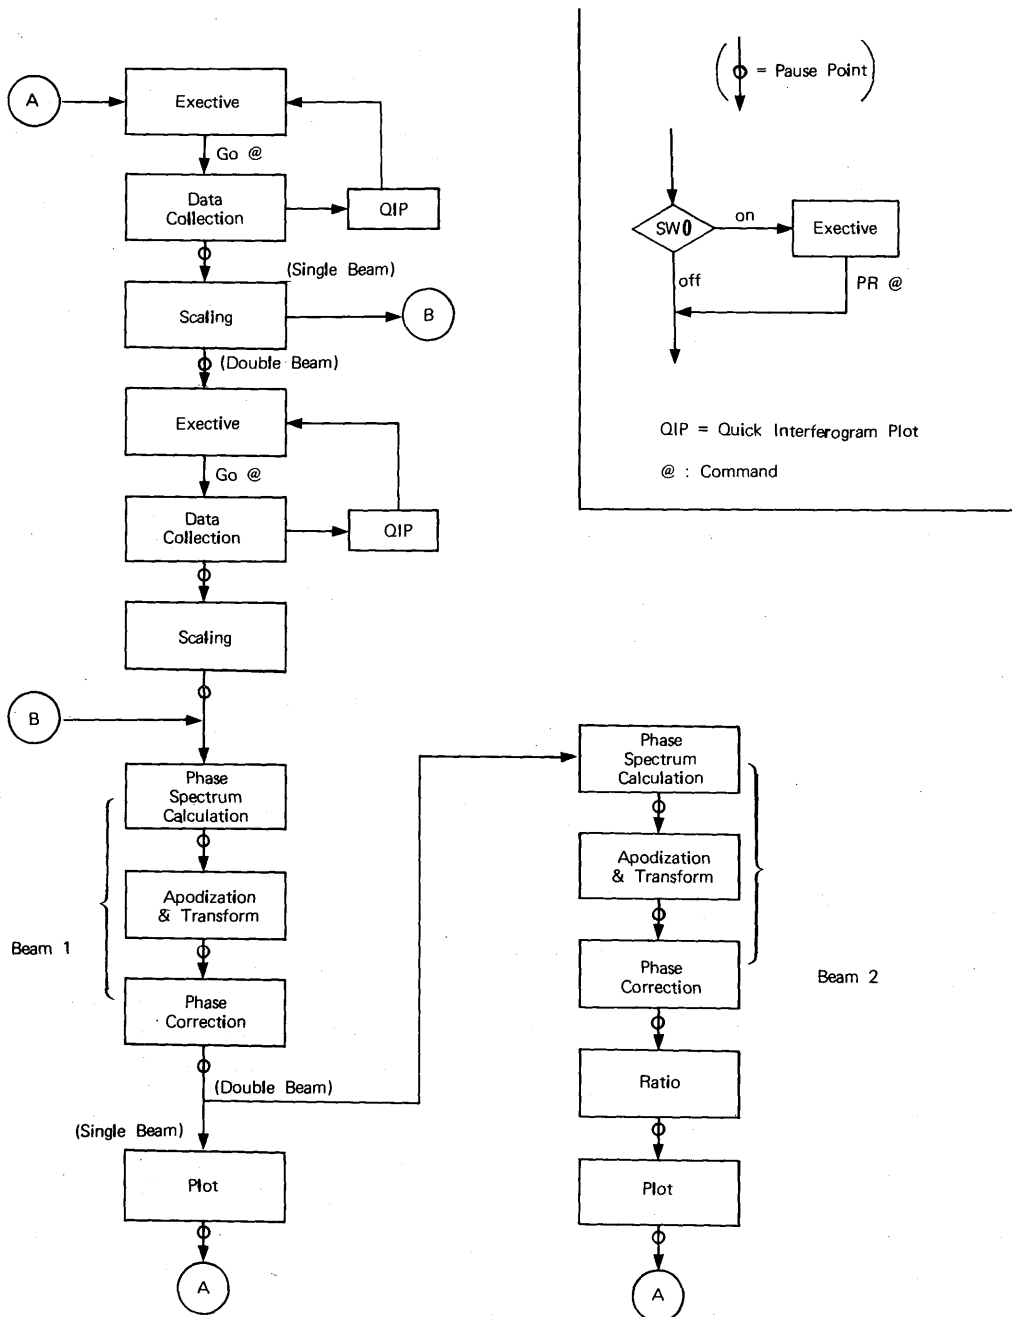 A
Exective
Go @
Data
Collection
QIP
(Single Beam)
Scaling
B
(Double Beam)
Exective
Go @
Data
Collection
QIP
Scaling
B
Phase
Spectrum
Calculation
Apodization
& Transform
Beam 1
Phase
Correction
(Double Beam)
(Single Beam)
Plot
A
( = Pause Point)
SW0
on
Exective
off
PR @
QIP = Quick Interferogram Plot
@ : Command
Phase
Spectrum
Calculation
Apodization
& Transform
Phase
Correction
Beam 2
Ratio
Plot
A